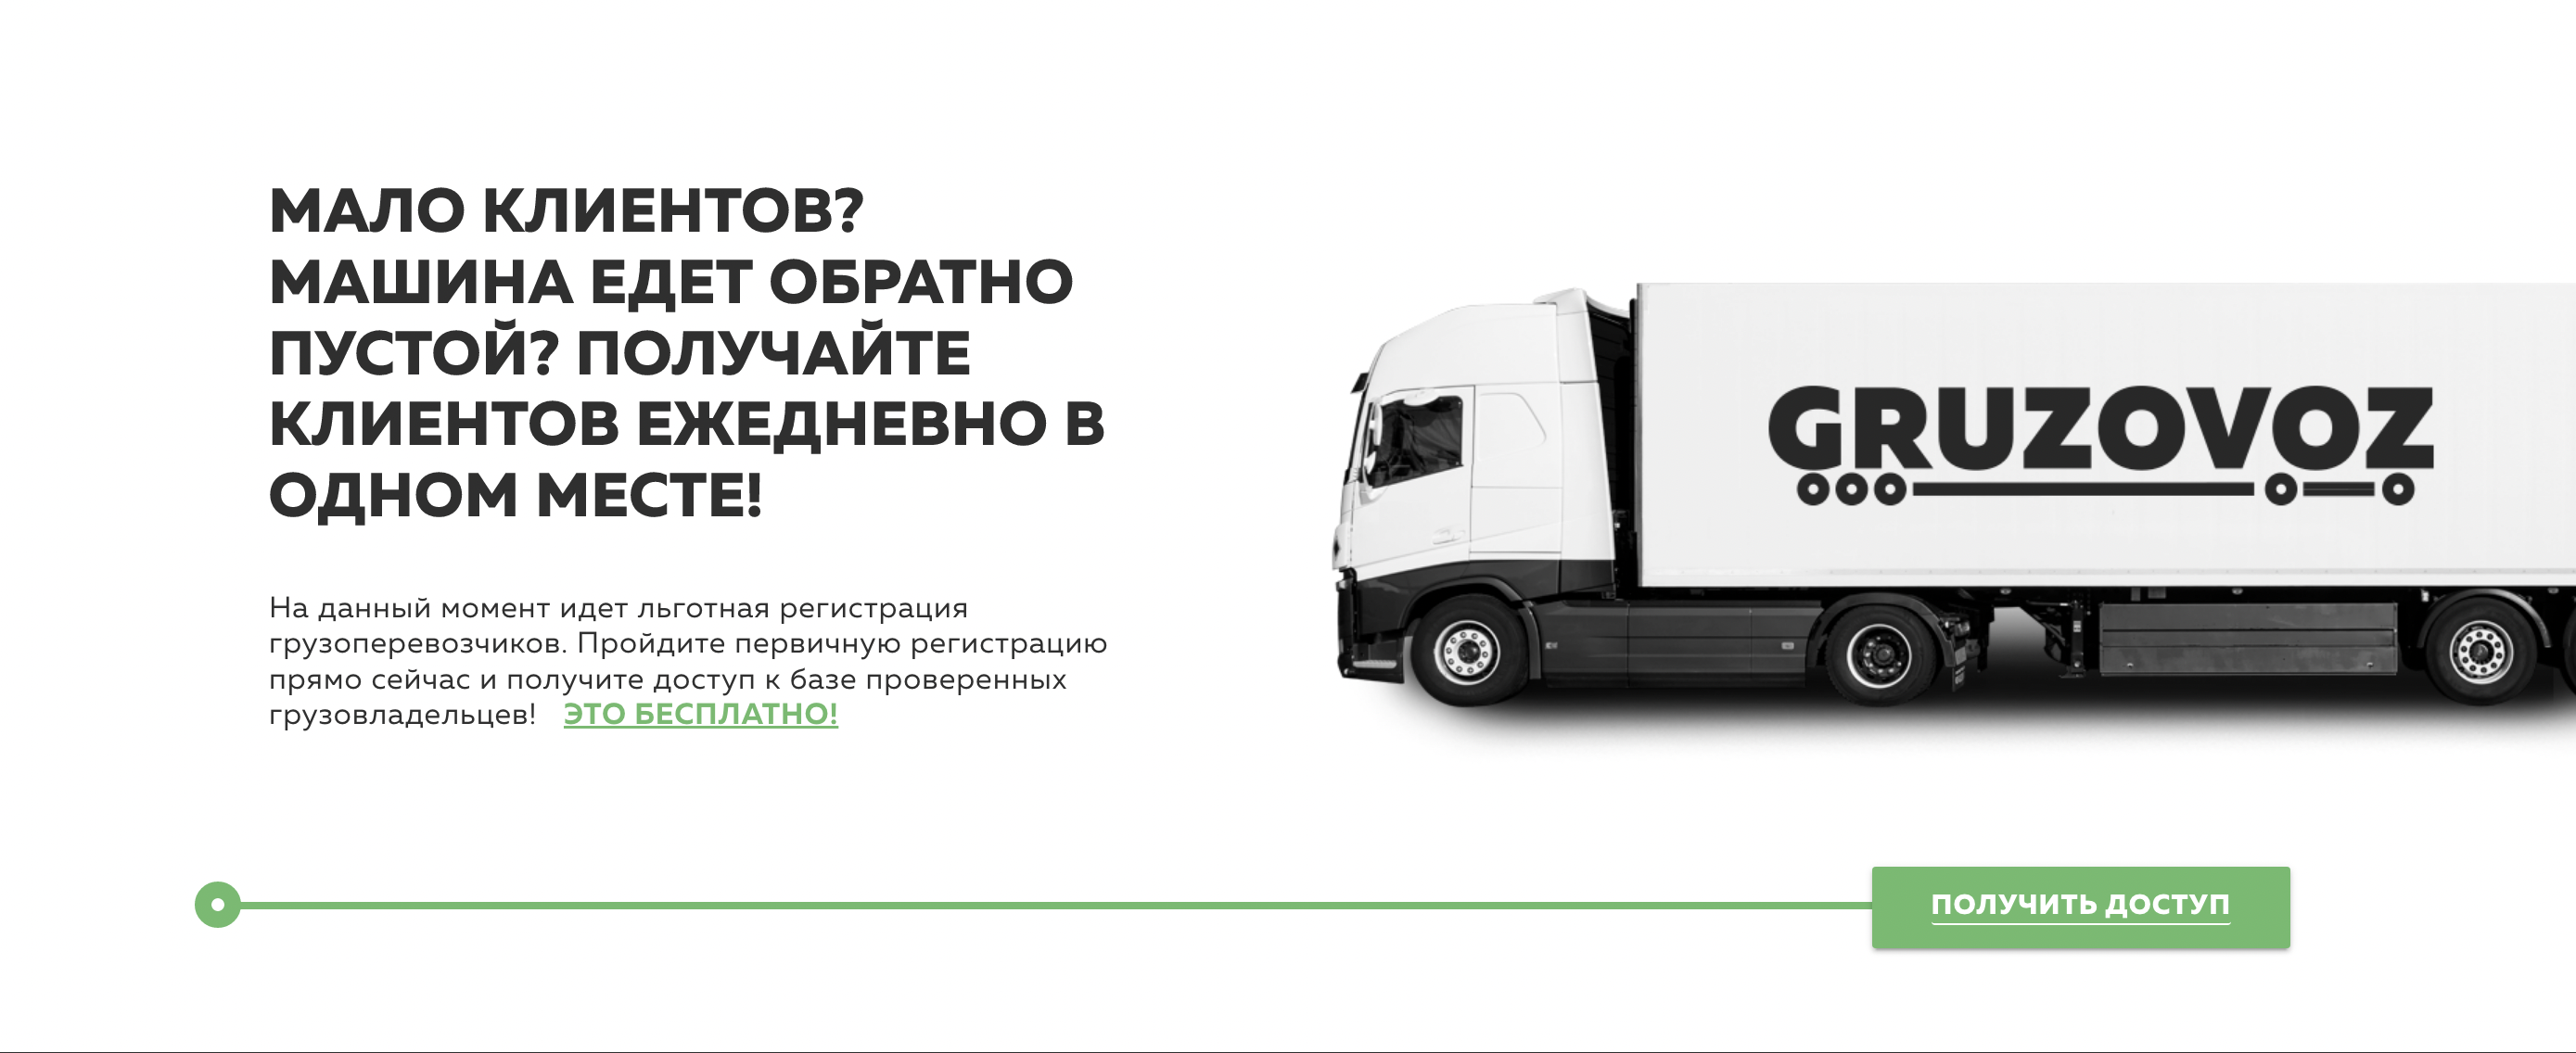 МАЛО КЛИЕНТОВ?
МАШИНА ЕДЕТ ОБРАТНО
ПУСТОЙ? ПОЛУЧАЙТЕ
КЛИЕНТОВ ЕЖЕДНЕВНО В
ОДНОМ МЕСТЕ!
На данный момент идет льготная регистрация
грузоперевозчиков. Пройдите первичную регистрацию
прямо сейчас и получите доступ к базе проверенных
грузовладельцев! ЭТО БЕСПЛАТНО!
GRUZOVOZ
ПОЛУЧИТЬ ДОСТУП